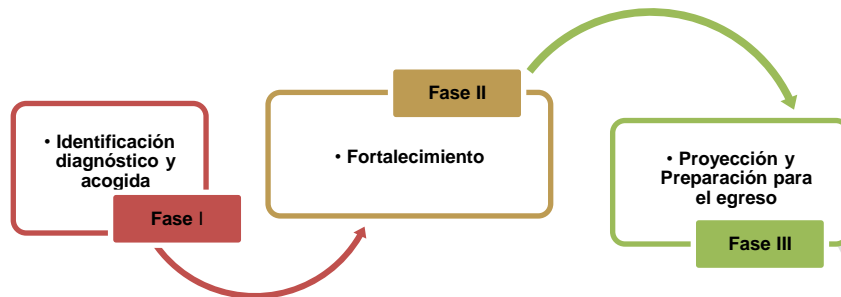 • Identificación
diagnóstico y
acogida
Fase I
Fase II
• Fortalecimiento
• Proyección y
Preparación para
el egreso
Fase III